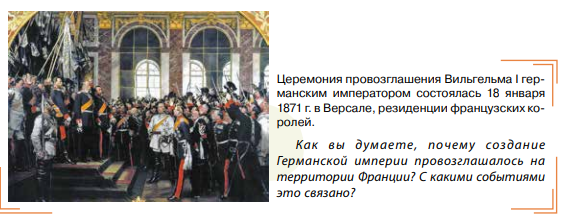 Церемония провозглашения Вильгельма I гер-
манским императором состоялась 18 января
1871 г. в Версале, резиденции французских ко-
ролей.
Как вы думаете, почему создание
Германской империи провозглашалось на
территории Франции? С какими событиями
это связано?